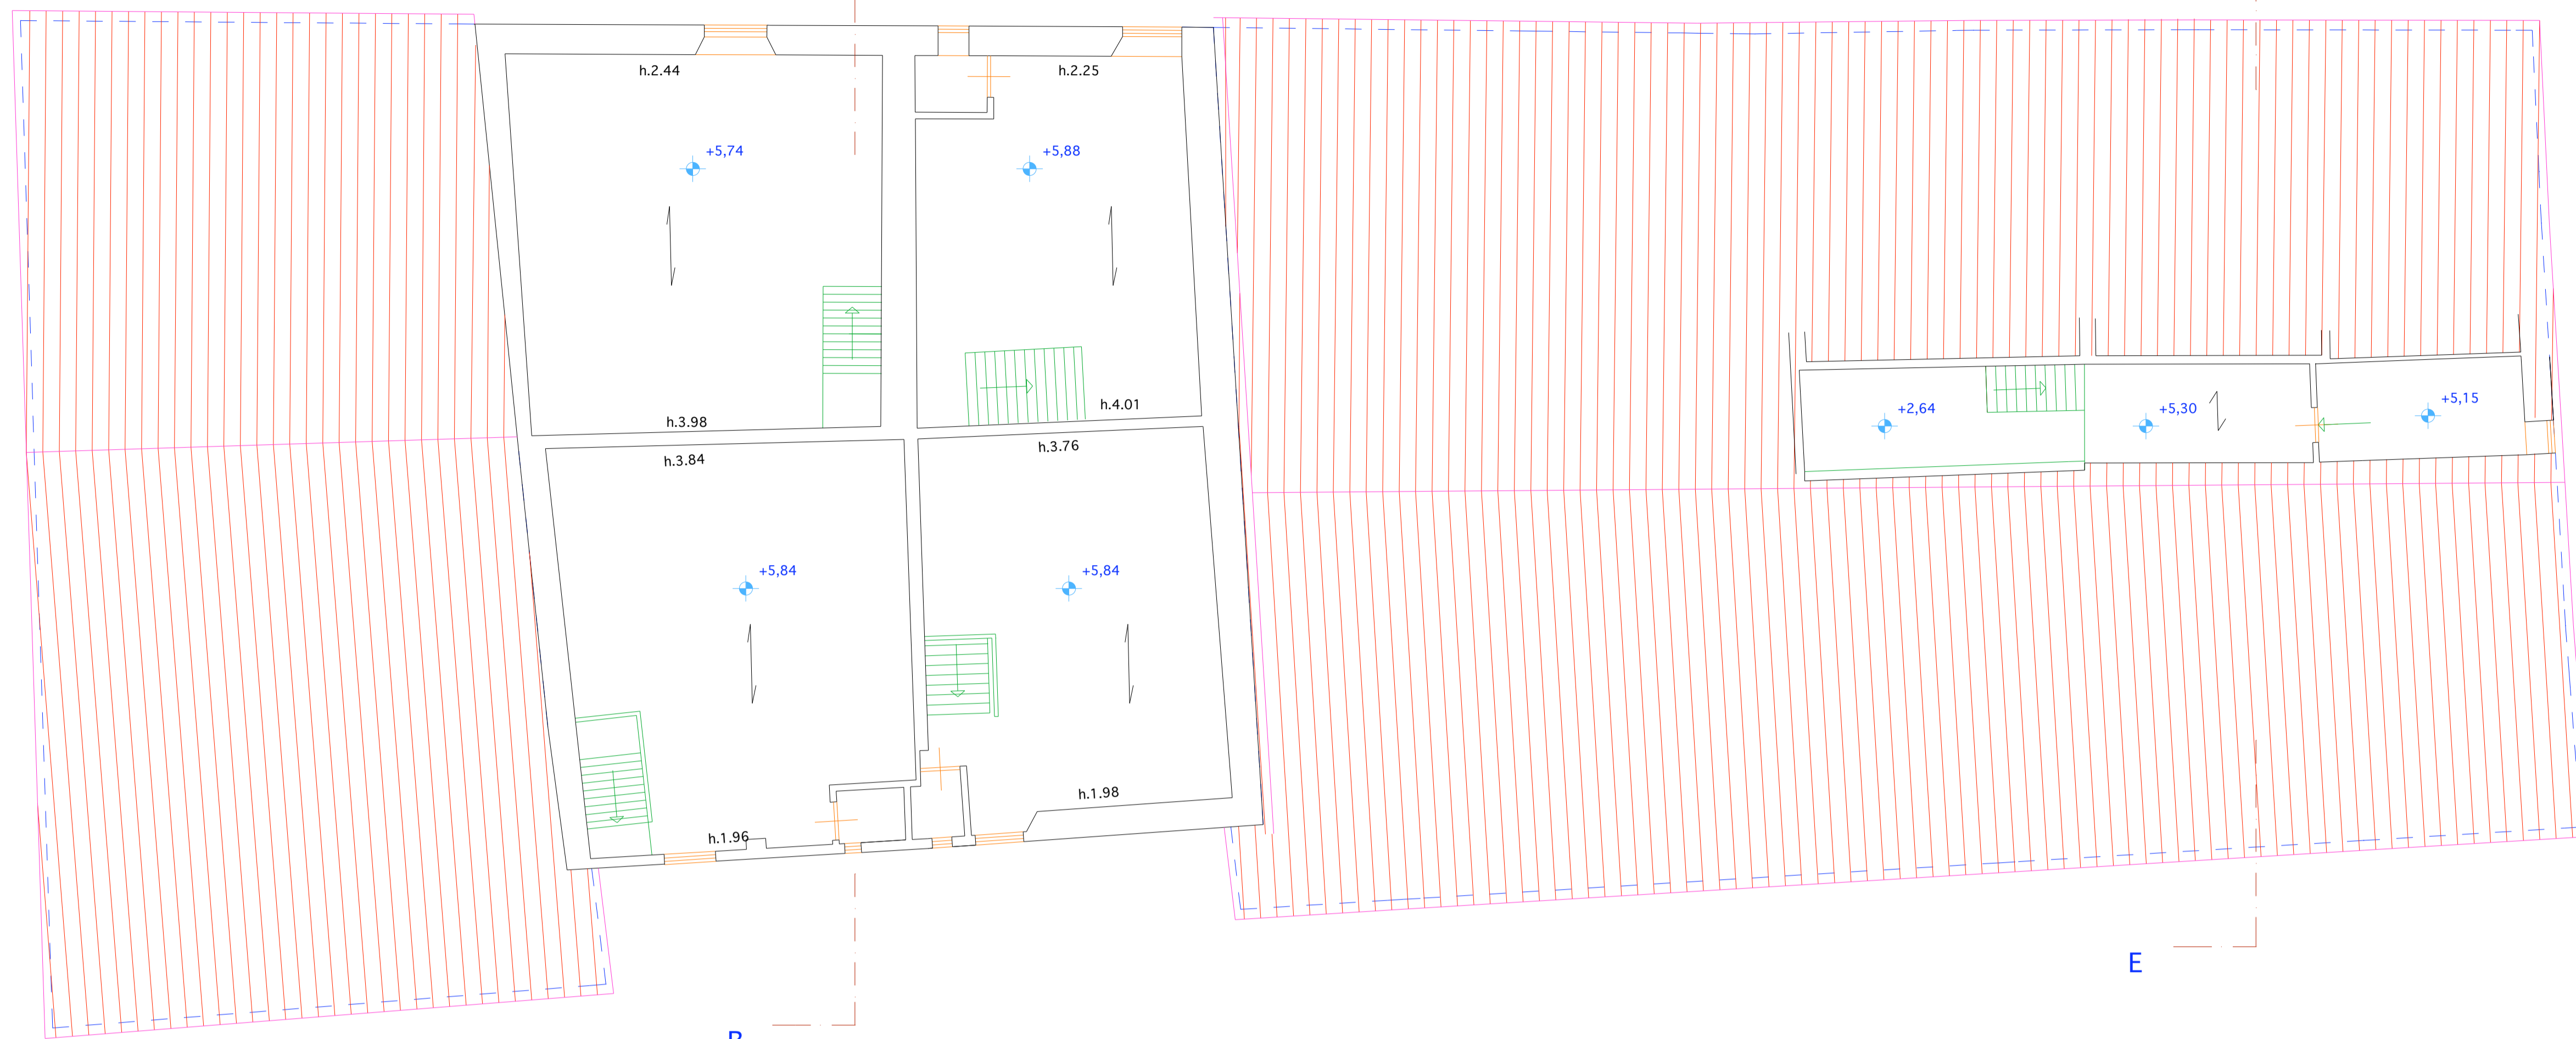 h.2.44
h.2.25
+5,74
+5,88
h.3.98
h.4.01
+2,64
+5,30
+5,15
h.3.84
h.3.76
+5,84
+5,84
h.1.96
h.1.98
E